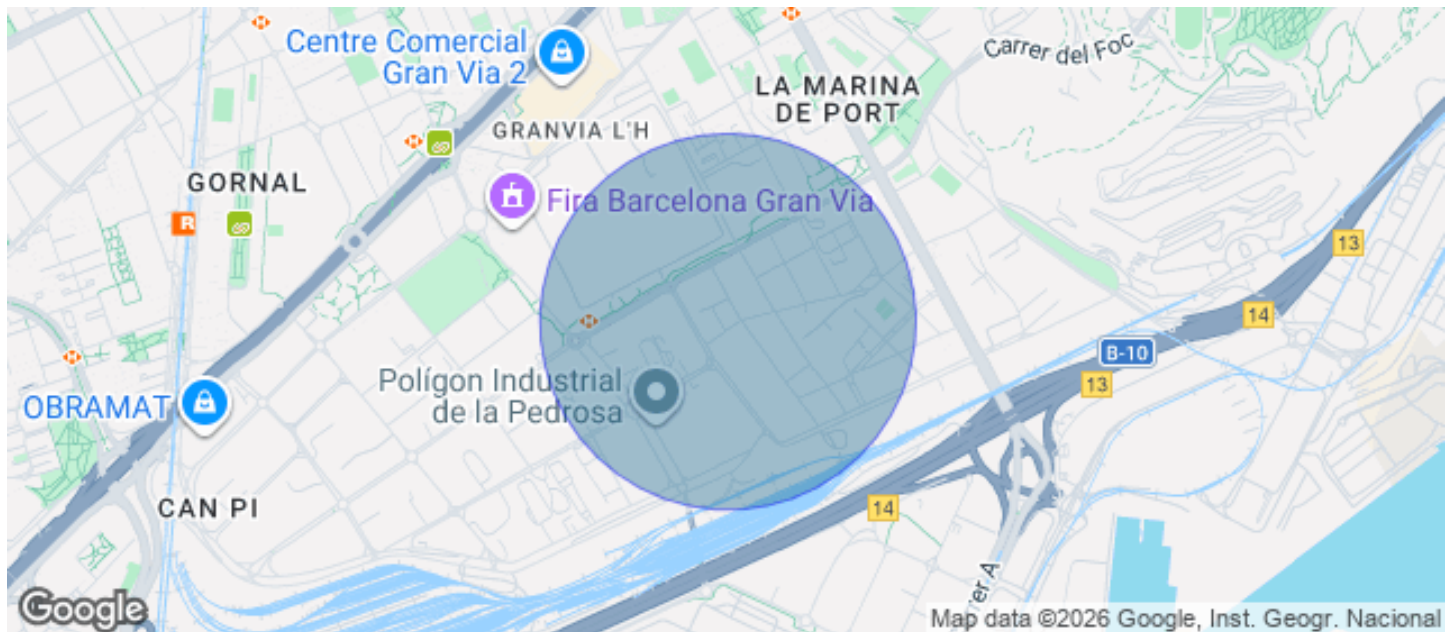 Centre Comercial
Gran Via 2
LA MARINA
DE PORT
Carrer del Foc
GRANVIA L'H
GORNAL
R
Fira Barcelona Gran Via
13
14
B-10
13
Polígon Industrial
de la Pedrosa
OBRAMAT
CAN PI
14
er A
Google
Map data ©2026 Google, Inst. Geogr. Nacional